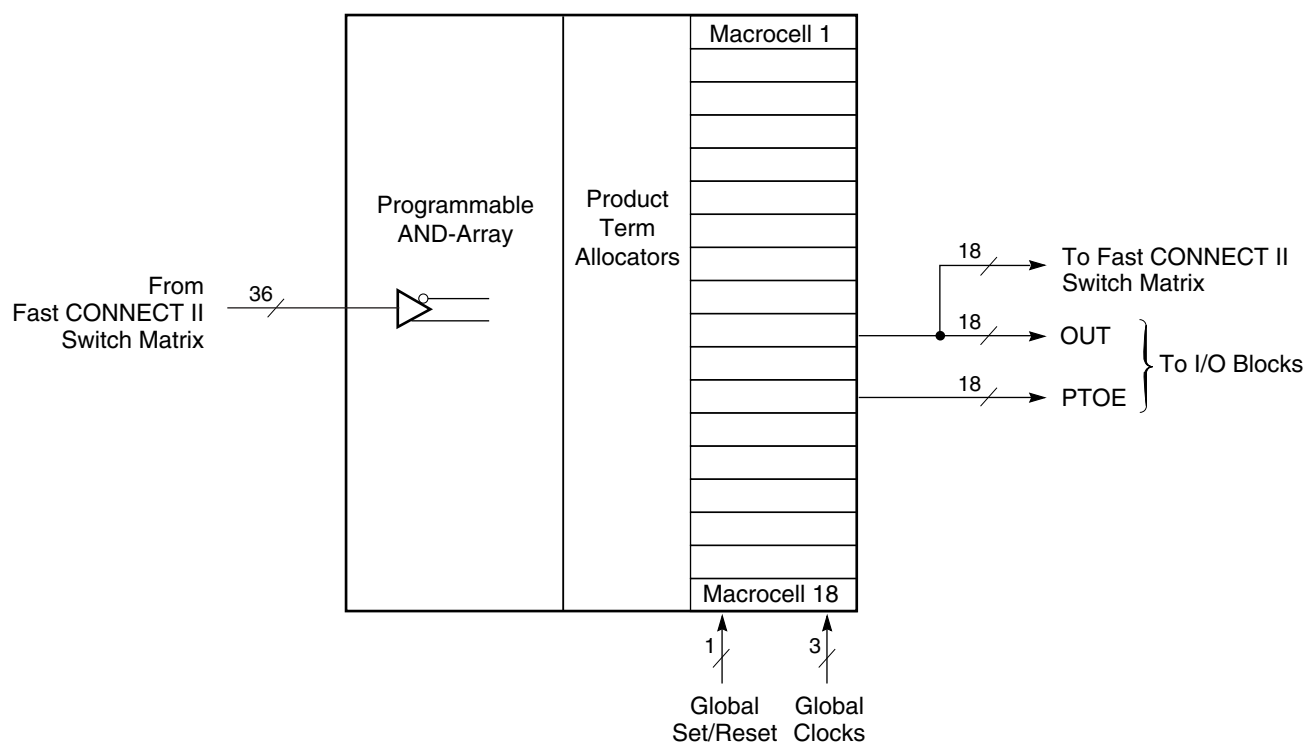 Macrocell 1
Programmable
AND-Array
Product
Term
Allocators
From
Fast CONNECT II
Switch Matrix
36
18
To Fast CONNECT II
Switch Matrix
18
OUT
18
PTOE
To I/O Blocks
Macrocell 18
1
3
Global
Set/Reset
Global
Clocks